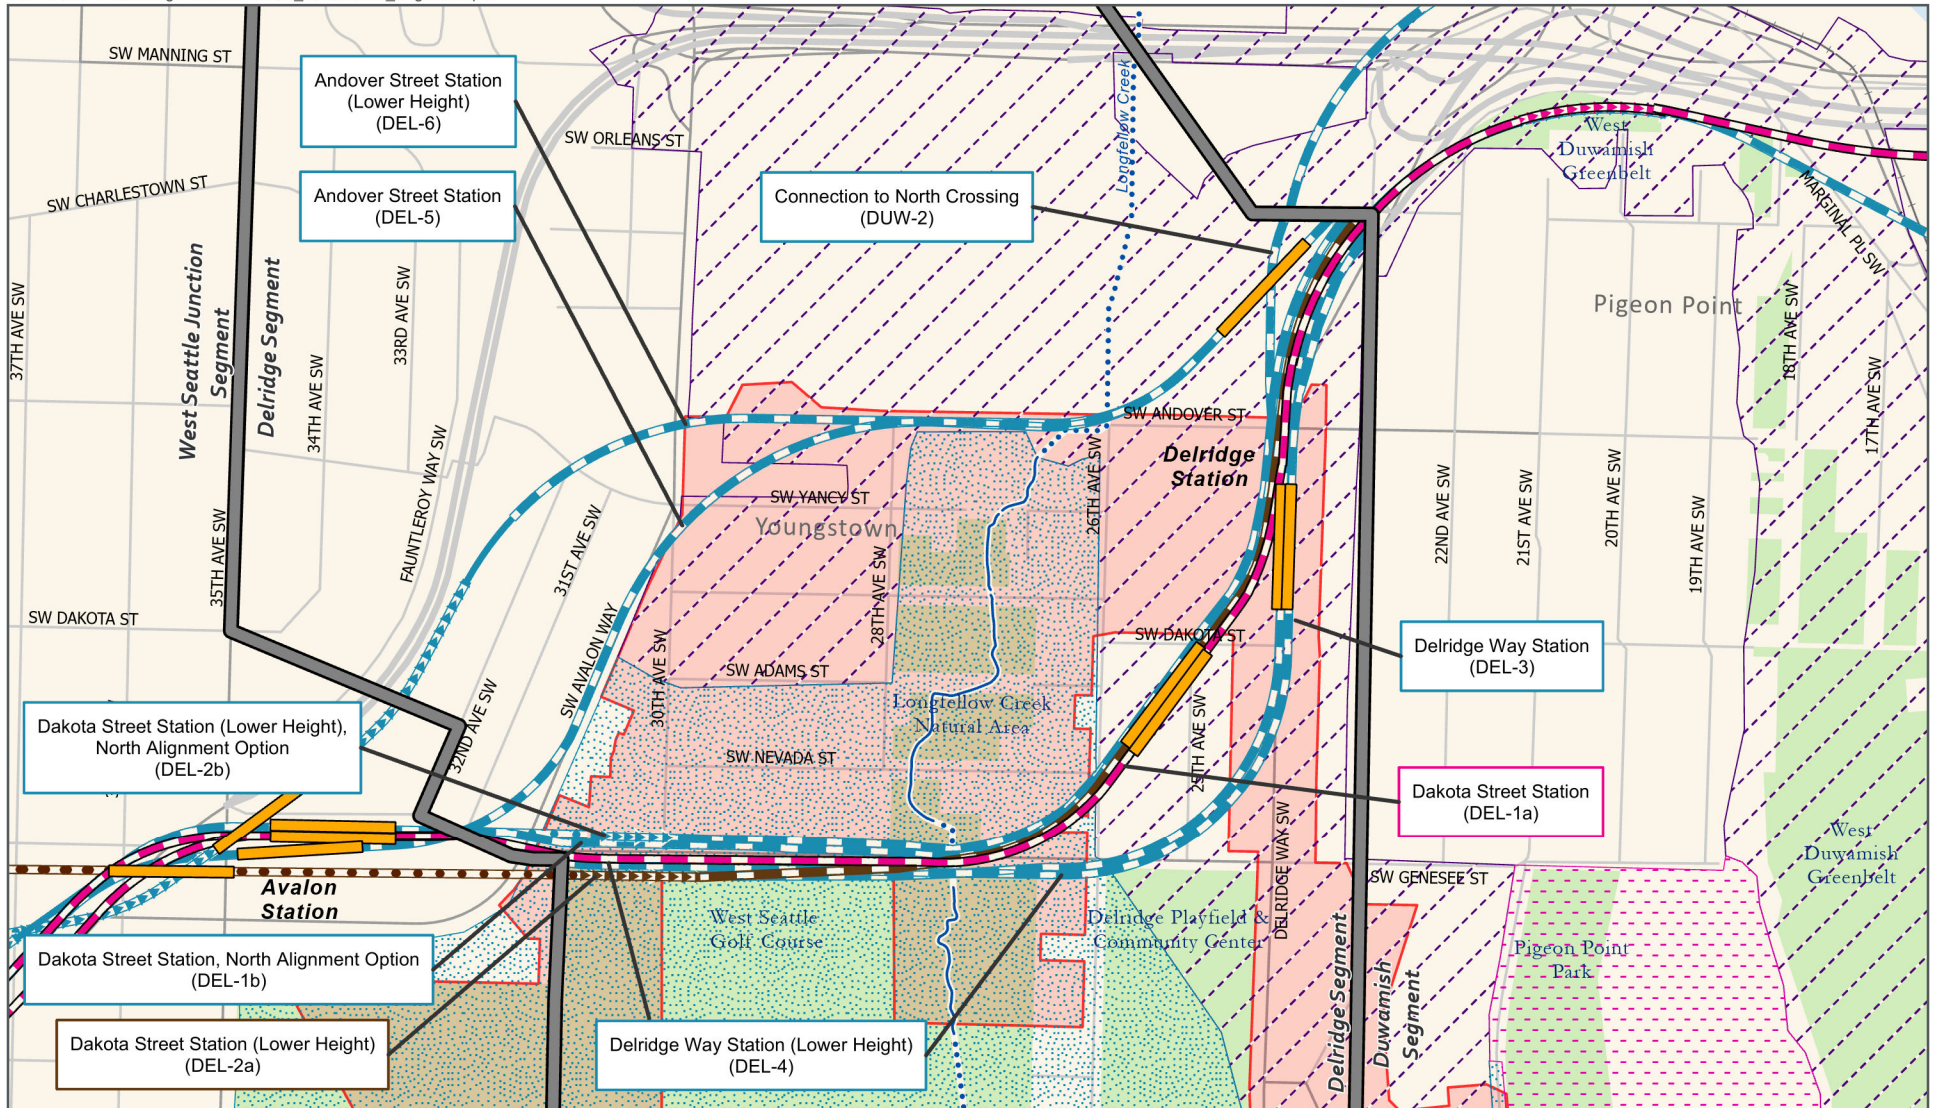 SW MANNING ST
Andover Street Station
(Lower Height)
(DEL-6)
SW ORLEANS ST
Longfellow Creek
West
Duwamish
Greenbelt
SW CHARLESTOWN ST
Andover Street Station
(DEL-5)
Connection to North Crossing
(DUW-2)
MARGINAL PL SW
West Seattle Junction
Segment
Delridge Segment
37TH AVE SW
33RD AVE SW
34TH AVE SW
Pigeon Point
18TH AVE SW
17TH AVE SW
SW ANDOVER ST
Delridge
Station
FAUNTLEROY WAY SW
35TH AVE SW
31ST AVE SW
SW YANCY ST
Youngstown
26TH AVE SW
22ND AVE SW
21ST AVE SW
20TH AVE SW
19TH AVE SW
28TH AVE SW
SW DAKOTA ST
SW AVALON WAY
30TH AVE SW
SW ADAMS ST
SW DAKOTA ST
Delridge Way Station
(DEL-3)
Longfellow Creek
Natural Area
32ND AVE SW
25TH AVE SW
Dakota Street Station (Lower Height),
North Alignment Option
(DEL-2b)
SW NEVADA ST
Dakota Street Station
(DEL-1a)
DELRIDGE WAY SW
West
Duwamish
Greenbelt
SW GENESEE ST
Avalon
Station
West Seattle
Golf Course
Delridge Playfield &
Community Center
Pigeon Point
Park
Dakota Street Station, North Alignment Option
(DEL-1b)
Delridge Segment
Duwamish
Segment
Dakota Street Station (Lower Height)
(DEL-2a)
Delridge Way Station (Lower Height)
(DEL-4)